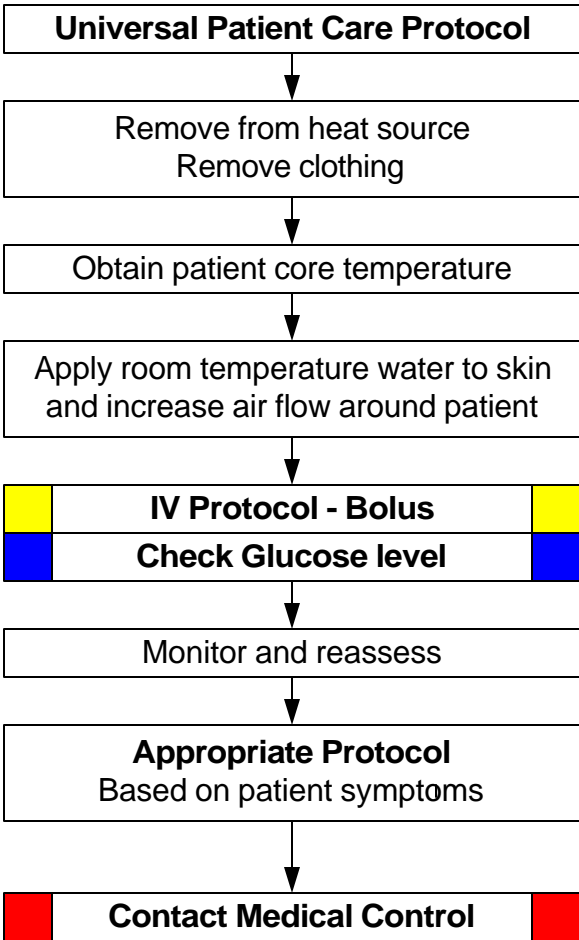 Universal Patient Care Protocol
Remove from heat source
Remove clothing
Obtain patient core temperature
Apply room temperature water to skin
and increase air flow around patient
IV Protocol - Bolus
Check Glucose level
Monitor and reassess
Appropriate Protocol
Based on patient symptoms
Contact Medical Control